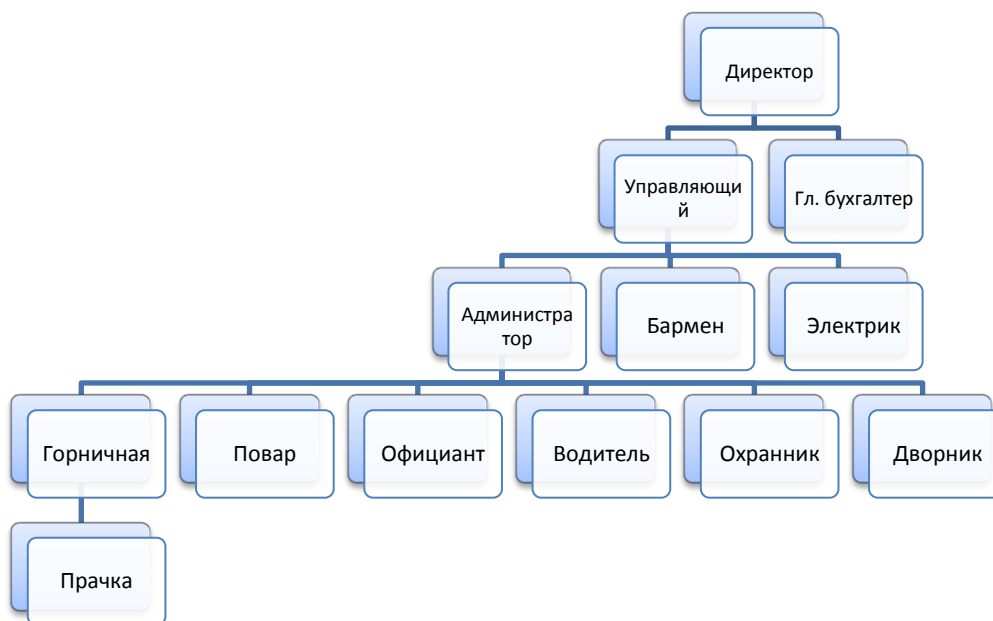 Директор
Управляющи
й
Гл. бухгалтер
Администра
тор
Бармен
Электрик
Горничная
Повар
Официант
Водитель
Охранник
Дворник
Прачка